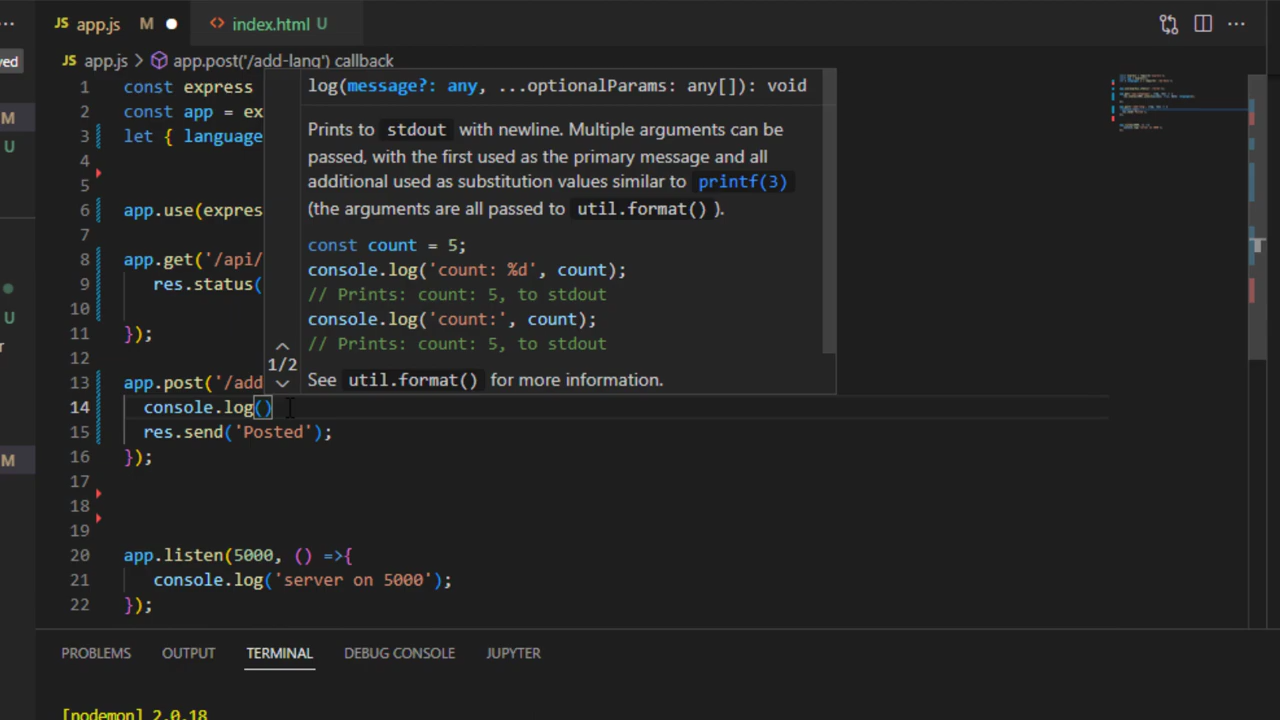 JS app.js M
<> index.html U
ved
JS app.js > app.post('/add-lang') callback
M
U
U
r
M
1 const express
2 const app = ex
3 let { language
4
5
6 app.use(expres
7
8 app.get('/api/
9 res.status(
10
11 });
12
13 app.post('/add
14 console.log()
15 res.send('Posted');
16 });
17
18
19
20 app.listen(5000, () =>{
21 console.log('server on 5000');
22 });
log(message?: any, ...optionalParams: any[]): void
Prints to stdout with newline. Multiple arguments can be
passed, with the first used as the primary message and all
additional used as substitution values similar to printf(3)
(the arguments are all passed to util.format() ).
const count = 5;
console.log('count: %d', count);
// Prints: count: 5, to stdout
console.log('count:', count);
// Prints: count: 5, to stdout
1/2
See util.format() for more information.
PROBLEMS OUTPUT TERMINAL DEBUG CONSOLE JUPYTER
[nodemon] 2.0.18